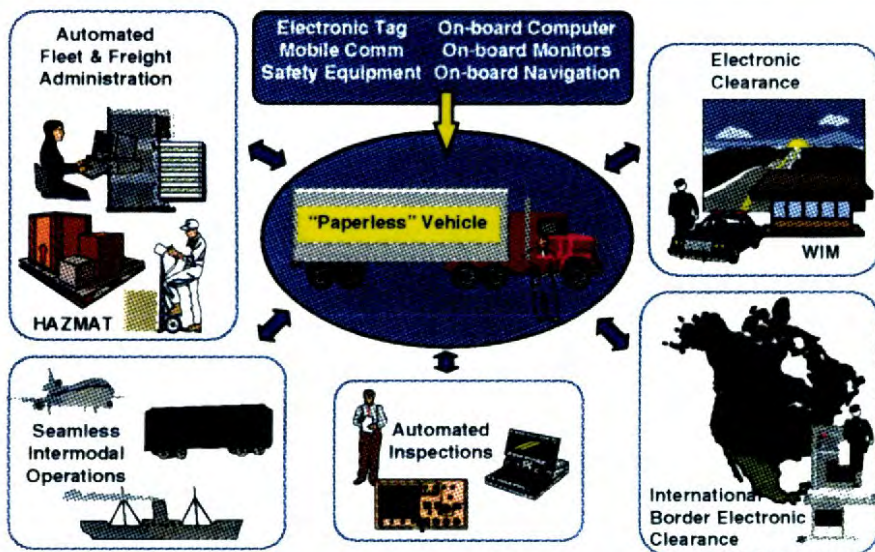 Automated
Fleet & Freight
Administration
HAZMAT
Electronic Tag On-board Computer
Mobile Comm On-board Monitors
Safety Equipment On-board Navigation
Electronic
Clearance
WIM
"Paperless" Vehicle
Seamless
Intermodal
Operations
Automated
Inspections
International
Border Electronic
Clearance